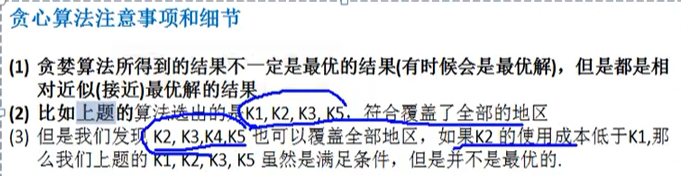 贪心算法注意事项和细节
(1) 贪婪算法所得到的结果不一定是最优的结果(有时候会是最优解)，但是都是相
对近似(接近)最优解的结果
(2) 比如上题的算法选出的是K1, K2, K3, K5，符合覆盖了全部的地区
(3) 但是我们发现 K2, K3,K4,K5 也可以覆盖全部地区，如果K2 的使用成本低于K1,那
么我们上题的 K1, K2, K3, K5 虽然是满足条件，但是并不是最优的.